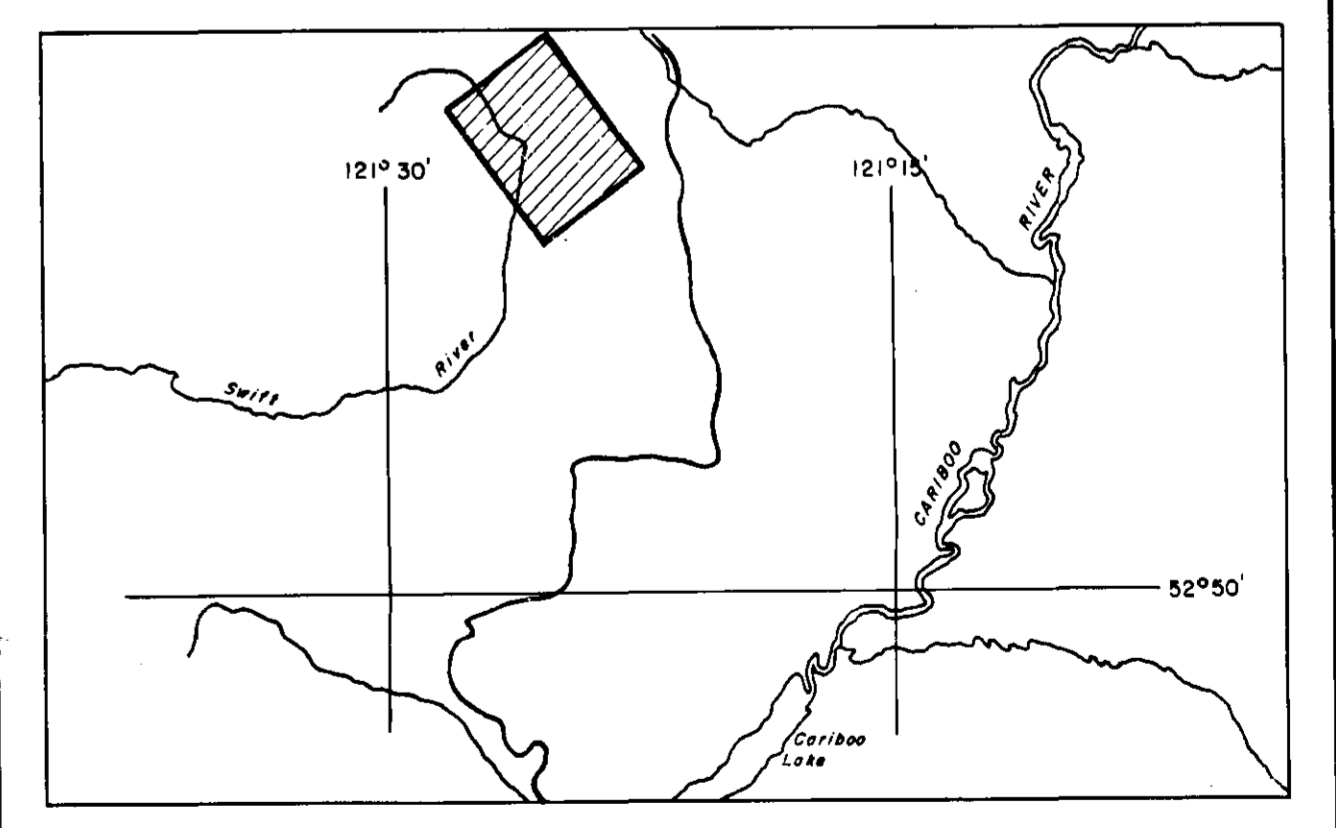 121° 30'
121° 15'
RIVER
River
Swift
CARIBOO
52° 50'
Cariboo
Lake